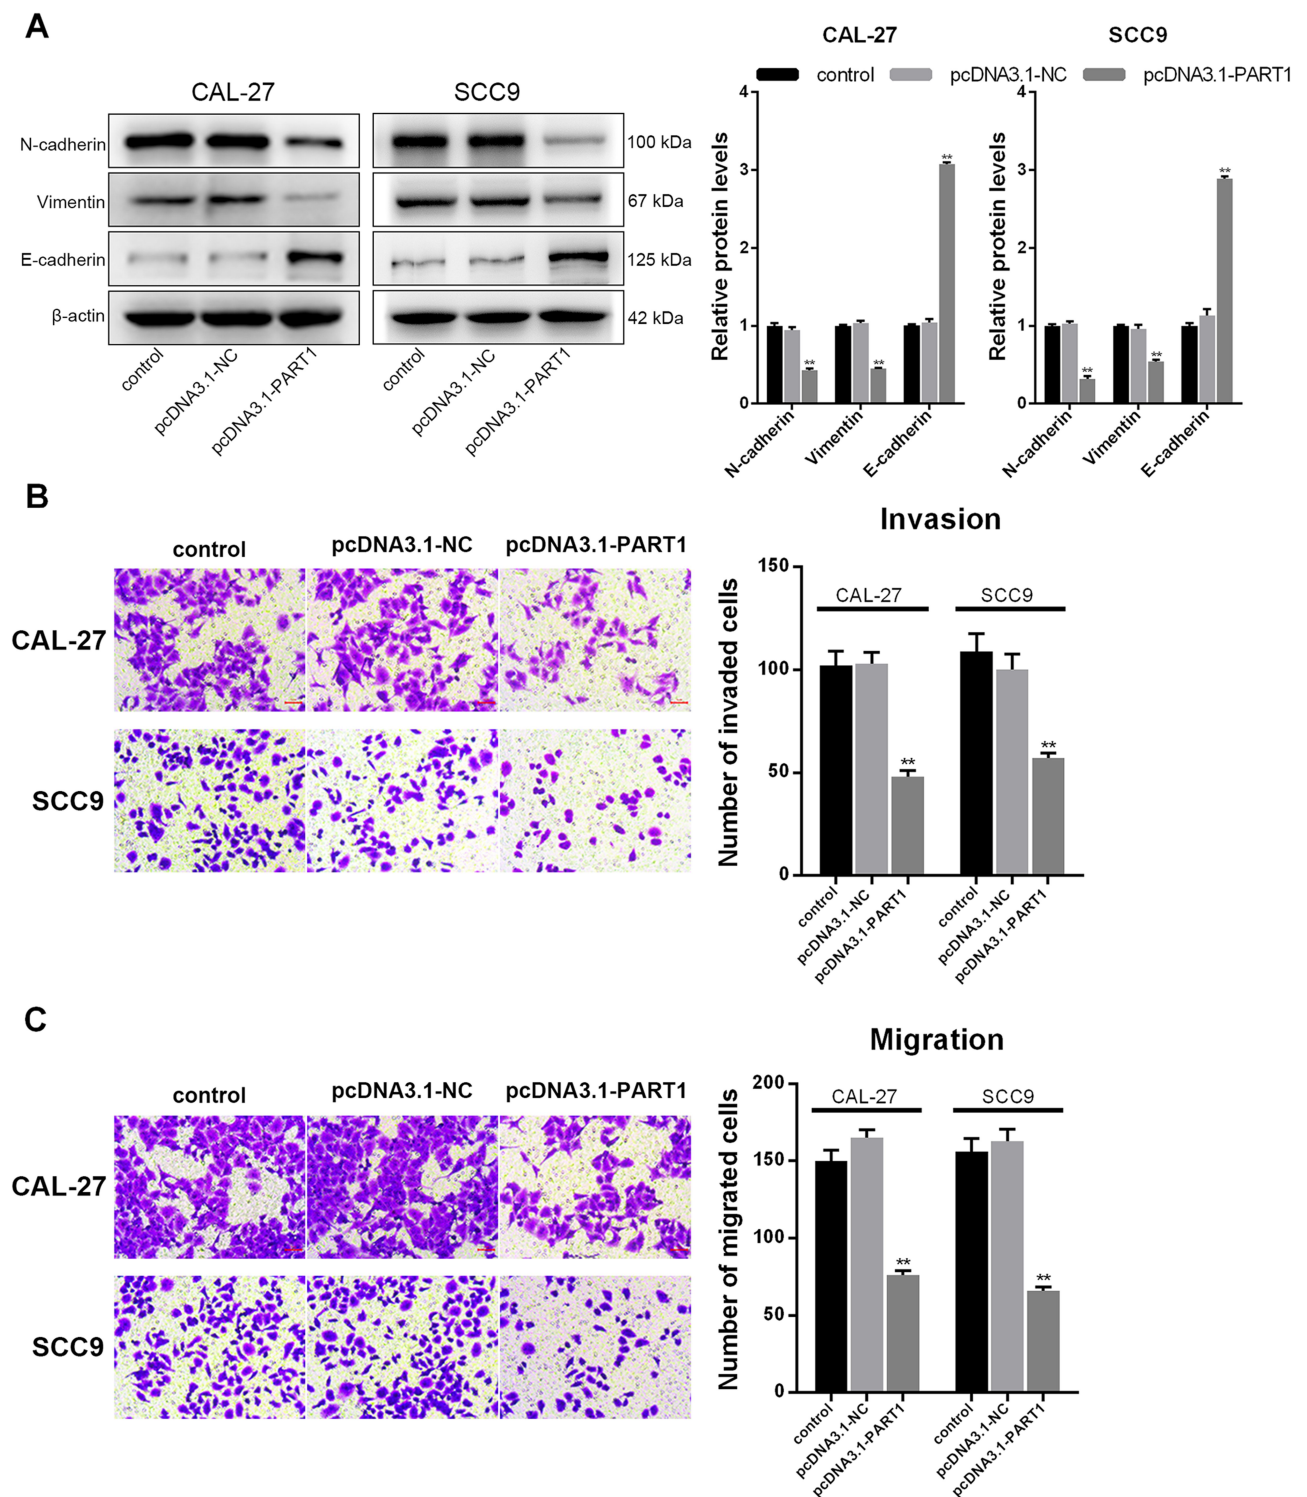 A
CAL-27
SCC9
N-cadherin
100 kDa
Vimentin
67 kDa
E-cadherin
125 kDa
β-actin
42 kDa
control
pcDNA3.1-NC
pcDNA3.1-PART1
control
pcDNA3.1-NC
pcDNA3.1-PART1
CAL-27
SCC9
control
pcDNA3.1-NC
pcDNA3.1-PART1
Relative protein levels
4
3
2
1
0
**
**
**
N-cadherin
Vimentin
E-cadherin
Relative protein levels
4
3
2
1
0
**
**
**
N-cadherin
Vimentin
E-cadherin
B
control
pcDNA3.1-NC
pcDNA3.1-PART1
CAL-27
SCC9
Invasion
Number of invaded cells
150
100
50
0
CAL-27
SCC9
**
**
control
pcDNA3.1-NC
pcDNA3.1-PART1
control
pcDNA3.1-NC
pcDNA3.1-PART1
C
control
pcDNA3.1-NC
pcDNA3.1-PART1
CAL-27
SCC9
Migration
Number of migrated cells
200
150
100
50
0
CAL-27
SCC9
**
**
control
pcDNA3.1-NC
pcDNA3.1-PART1
control
pcDNA3.1-NC
pcDNA3.1-PART1